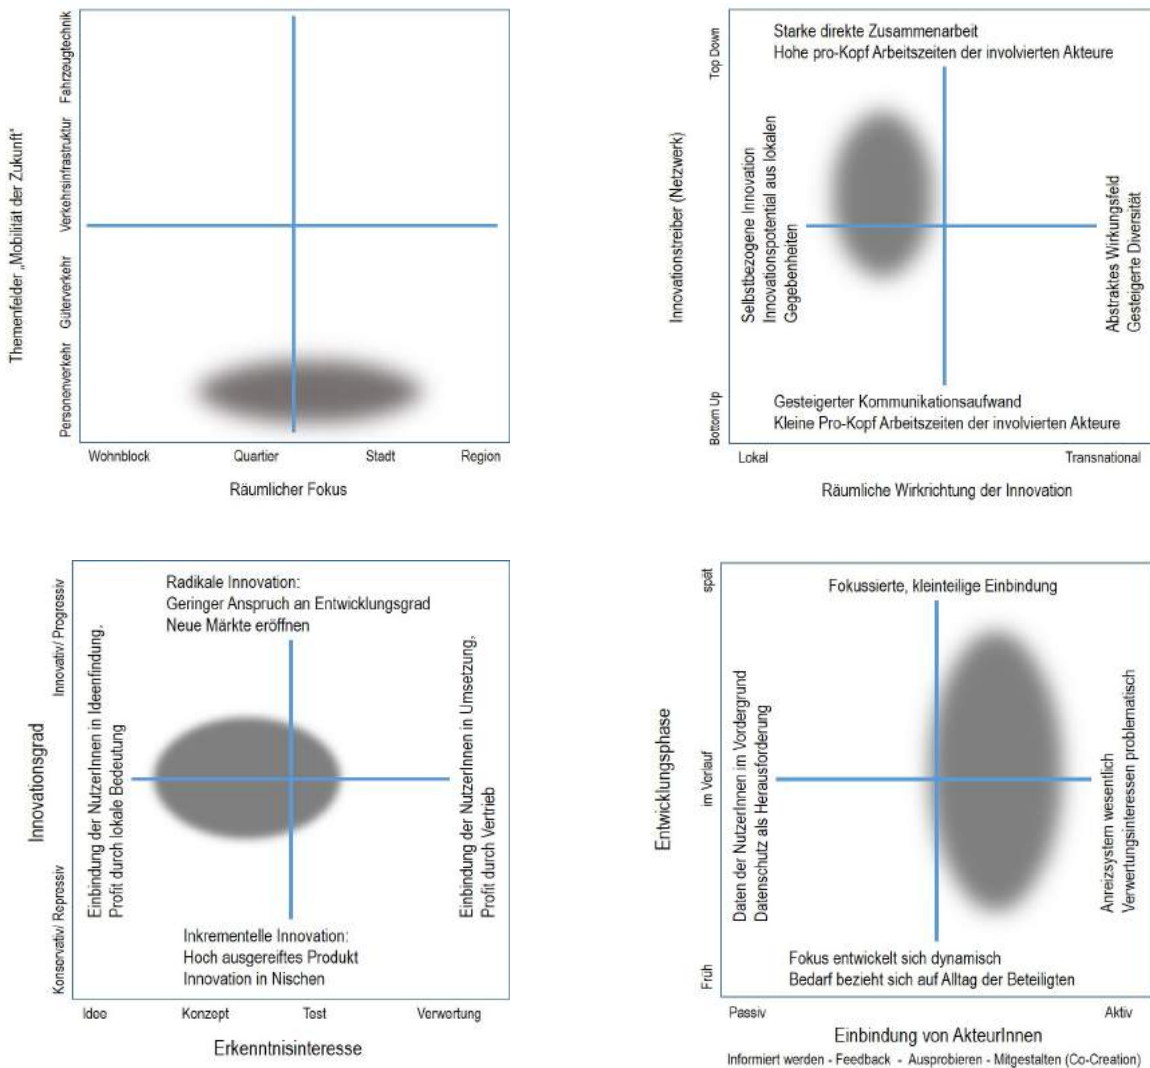 Themenfelder „Mobilität der Zukunft"
Fahrzeugtechnik
Verkehrsinfrastruktur
Güterverkehr
Personenverkehr
Wohnblock
Quartier
Stadt
Region
Räumlicher Fokus
Innovationstreiber (Netzwerk)
Top Down
Bottom Up
Starke direkte Zusammenarbeit
Hohe pro-Kopf Arbeitszeiten der involvierten Akteure
Selbstbezogene Innovation
Innovationspotential aus lokalen
Gegebenheiten
Abstraktes Wirkungsfeld
Gesteigerte Diversität
Gesteigerter Kommunikationsaufwand
Kleine Pro-Kopf Arbeitszeiten der involvierten Akteure
Lokal
Transnational
Räumliche Wirkrichtung der Innovation
Innovationsgrad
Innovativ/ Progressiv
Konservativ/ Repressiv
Radikale Innovation:
Geringer Anspruch an Entwicklungsgrad
Neue Märkte eröffnen
Einbindung der NutzerInnen in Ideenfindung,
Profit durch lokale Bedeutung
Einbindung der NutzerInnen in Umsetzung,
Profit durch Vertrieb
Inkrementelle Innovation:
Hoch ausgereiftes Produkt
Innovation in Nischen
Idee
Konzept
Test
Verwertung
Erkenntnisinteresse
Entwicklungsphase
spät
im Verlauf
Früh
Fokussierte, kleinteilige Einbindung
Daten der NutzerInnen im Vordergrund
Datenschutz als Herausforderung
Anreizsystem wesentlich
Verwertungsinteressen problematisch
Fokus entwickelt sich dynamisch
Bedarf bezieht sich auf Alltag der Beteiligten
Passiv
Aktiv
Einbindung von AkteurInnen
Informiert werden - Feedback - Ausprobieren - Mitgestalten (Co-Creation)